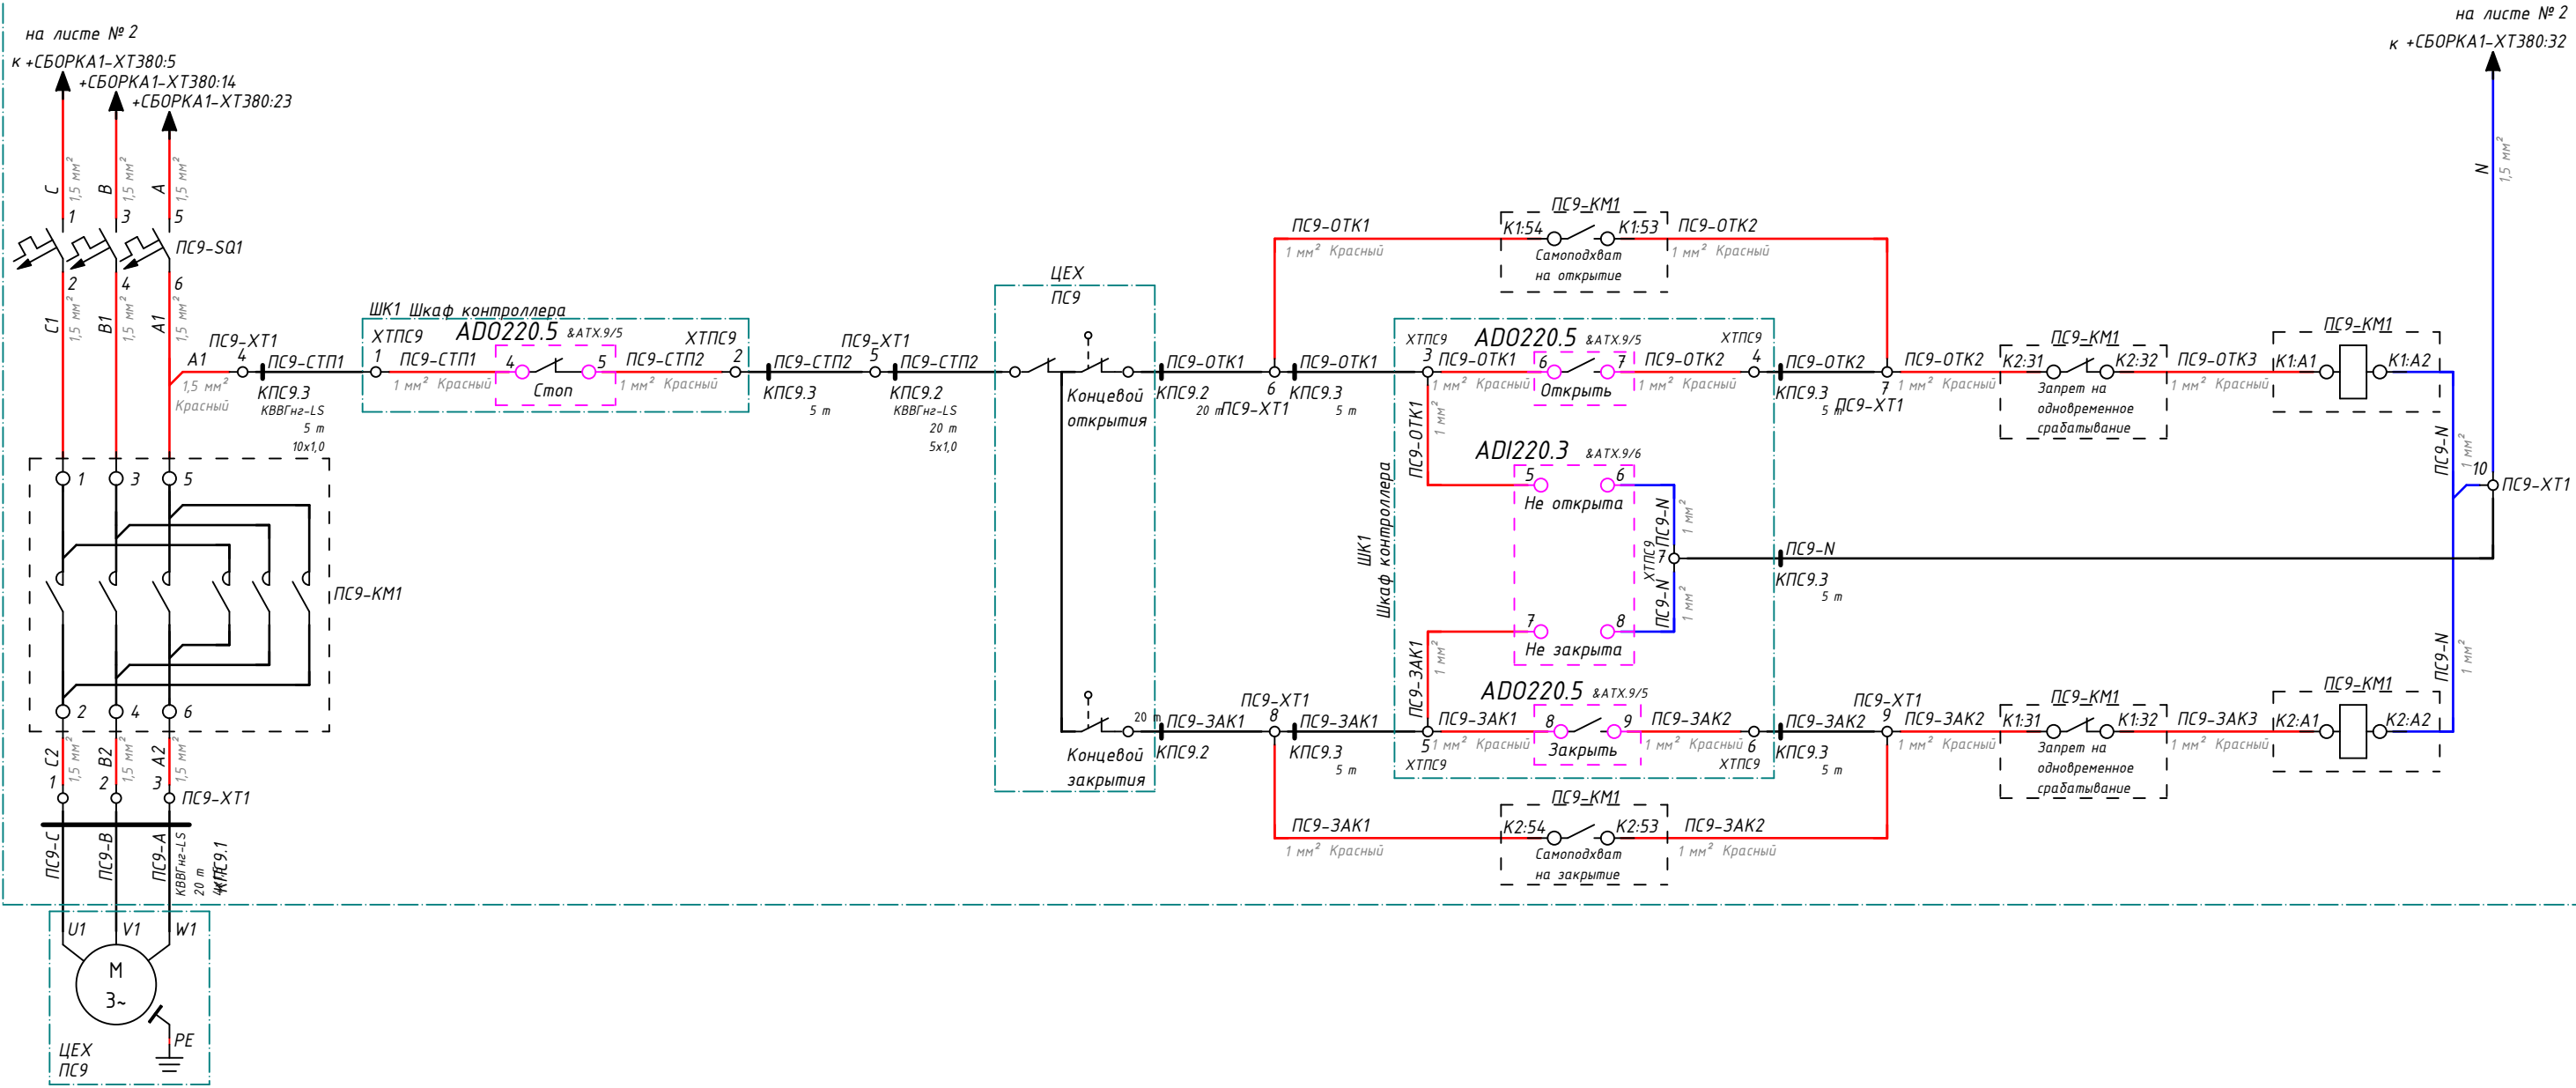 на листе № 2
к +СБОРКА1-ХТ380:5
+СБОРКА1-ХТ380:14
+СБОРКА1-ХТ380:23
C
1,5 мм²
B
1,5 мм²
A
1,5 мм²
1
3
5
ПС9-SQ1
2
4
6
C1
1,5 мм²
B1
1,5 мм²
A1
1,5 мм²
A1
1,5 мм²
Красный
ПС9-ХТ1
4
ПС9-СТП1
КПС9.3
КВВГнг-LS
5 m
10х1,0
ШК1 Шкаф контроллера
ХТПС9
1
ПС9-СТП1
1 мм² Красный
ADO220.5 &ATX.9/5
4
5
Стоп
ПС9-СТП2
1 мм² Красный
ХТПС9
2
ПС9-СТП2
КПС9.3
5 m
ПС9-ХТ1
5
ПС9-СТП2
КПС9.2
КВВГнг-LS
20 m
5х1,0
ЦЕХ
ПС9
Концевой
открытия
Концевой
закрытия
ПС9-ОТК1
КПС9.2
20 m
6
ПС9-ХТ1
ПС9-ОТК1
КПС9.3
5 m
ПС9-ОТК1
1 мм² Красный
ПС9-КМ1
К1:54
К1:53
Самоподхват
на открытие
ПС9-ОТК2
1 мм² Красный
ШК1
Шкаф контроллера
ХТПС9
3
ПС9-ОТК1
1 мм² Красный
ADO220.5 &ATX.9/5
6
7
Открыть
ПС9-ОТК2
1 мм² Красный
ХТПС9
4
ПС9-ОТК1
1 мм²
ADI220.3 &ATX.9/6
5
6
Не открыта
ПС9-N
1 мм²
ХТПС9
7
ПС9-N
1 мм²
7
8
Не закрыта
ПС9-ЗАК1
1 мм²
ADO220.5 &ATX.9/5
ПС9-ЗАК1
1 мм² Красный
8
9
Закрыть
ПС9-ЗАК2
1 мм² Красный
5
ХТПС9
6
ХТПС9
ПС9-ОТК2
КПС9.3
5 m
7
ПС9-ХТ1
ПС9-ОТК2
1 мм² Красный
ПС9-КМ1
К2:31
К2:32
Запрет на
одновременное
срабатывание
ПС9-ОТК3
1 мм² Красный
ПС9-КМ1
К1:А1
К1:А2
ПС9-N
1 мм²
на листе № 2
к +СБОРКА1-ХТ380:32
N
1,5 мм²
10
ПС9-ХТ1
ПС9-N
КПС9.3
5 m
ПС9-N
1 мм²
20 m
ПС9-ЗАК1
КПС9.2
ПС9-ХТ1
8
ПС9-ЗАК1
КПС9.3
5 m
ПС9-ЗАК2
КПС9.3
5 m
ПС9-ХТ1
9
ПС9-ЗАК2
1 мм² Красный
ПС9-КМ1
К1:31
К1:32
Запрет на
одновременное
срабатывание
ПС9-ЗАК3
1 мм² Красный
ПС9-КМ1
К2:А1
К2:А2
ПС9-ЗАК1
1 мм² Красный
ПС9-КМ1
К2:54
К2:53
Самоподхват
на закрытие
ПС9-ЗАК2
1 мм² Красный
1
3
5
ПС9-КМ1
2
4
6
C2
1,5 мм²
B2
1,5 мм²
A2
1,5 мм²
1
2
3
ПС9-ХТ1
ПС9-С
ПС9-В
ПС9-А
КВВГнг-LS
20 m
КПС9.1
U1
V1
W1
М
3~
PE
ЦЕХ
ПС9